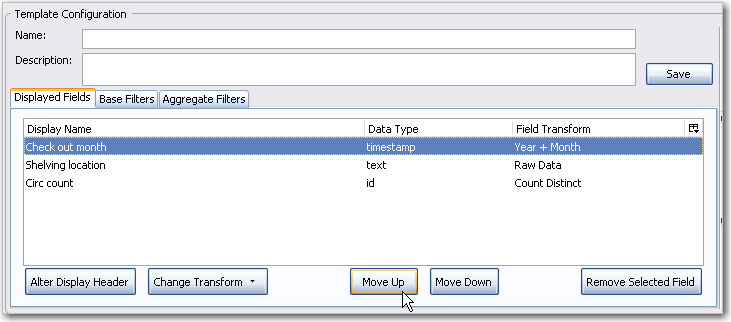 Template Configuration
Name:
Description:
Save
Displayed Fields Base Filters Aggregate Filters
Display Name Data Type Field Transform
Check out month timestamp Year + Month
Shelving location text Raw Data
Circ count id Count Distinct
Alter Display Header Change Transform Move Up Move Down Remove Selected Field